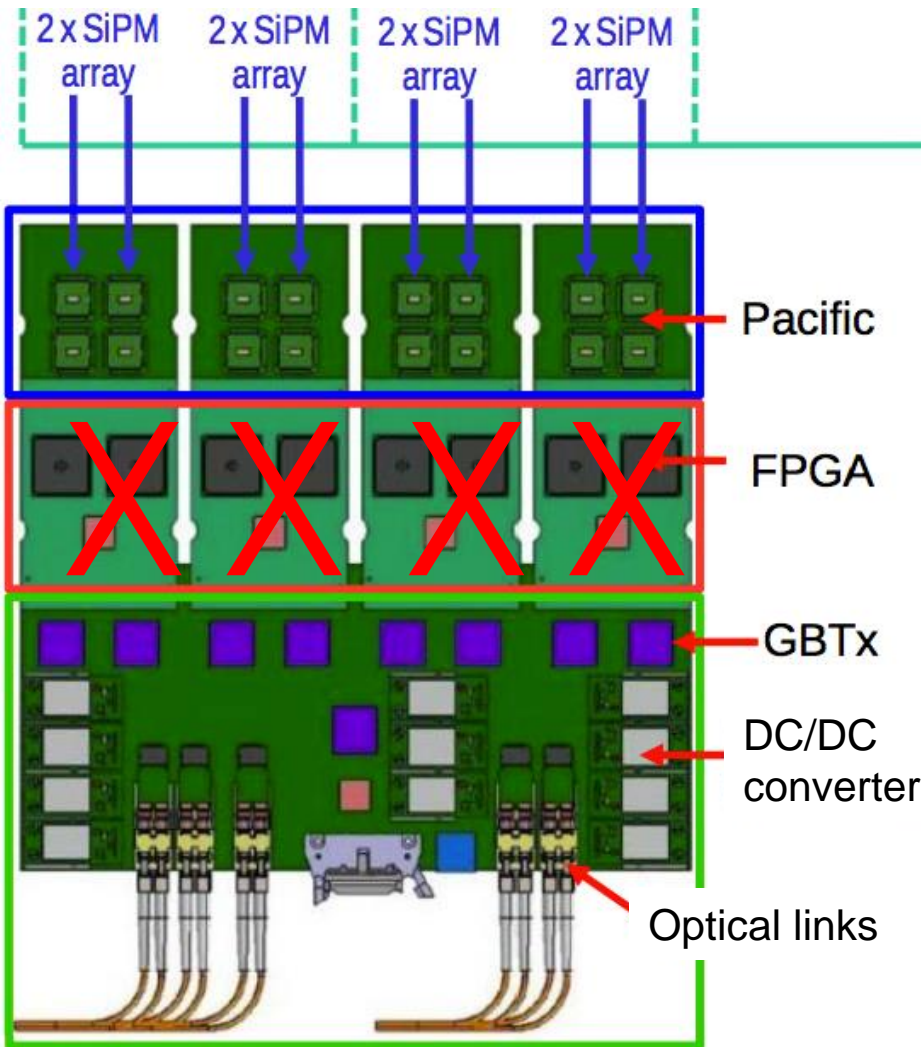 2 x SiPM
array
2 x SiPM
array
2 x SiPM
array
2 x SiPM
array
Pacific
FPGA
X X X X
GBTx
DC/DC
converter
Optical links